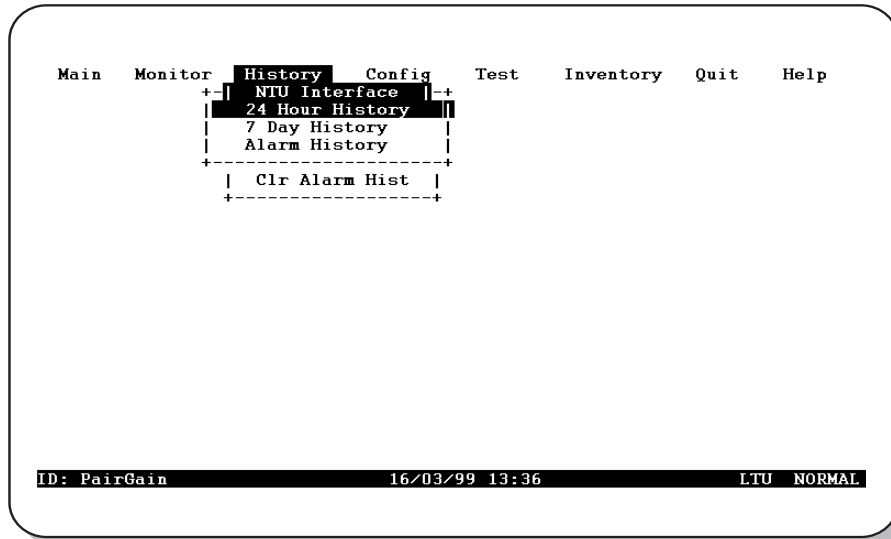 Main Monitor History Config Test Inventory Quit Help
NTU Interface
24 Hour History
7 Day History
Alarm History
Clr Alarm Hist
ID: PairGain 16/03/99 13:36 LTU NORMAL